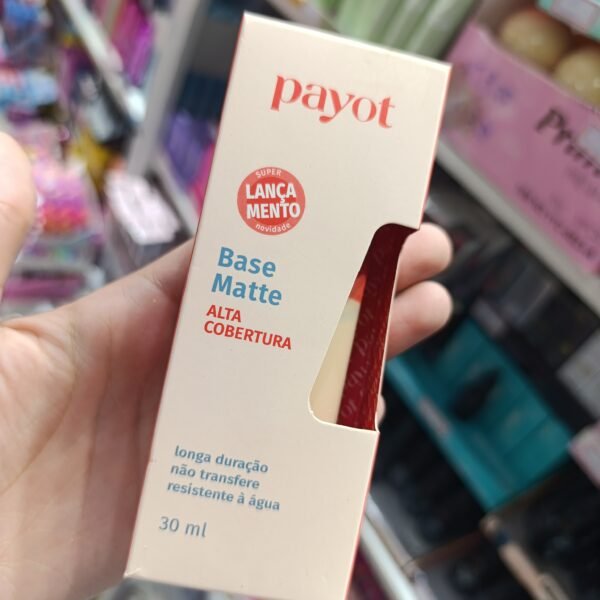 payot
SUPER
LANÇA
MENTO
novidade
Base
Matte
ALTA
COBERTURA
longa duração
não transfere
resistente à água
30 ml